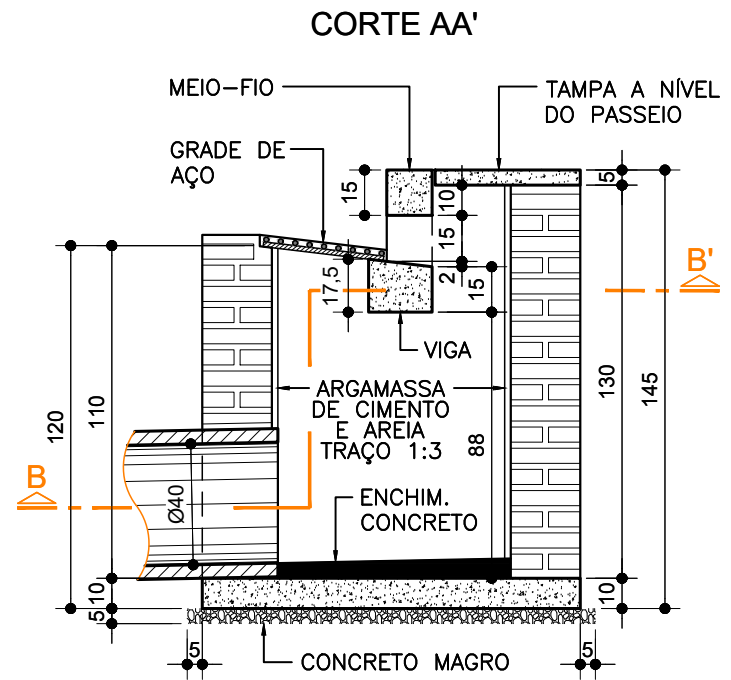 CORTE AA'
MEIO-FIO
TAMPA A NÍVEL
DO PASSEIO
GRADE DE
AÇO
15
10
5
15
2
15
17,5
B'
VIGA
120
110
130
145
ARGAMASSA
DE CIMENTO
E AREIA
TRAÇO 1:3
88
B
Ø40
ENCHIM.
CONCRETO
10
5
10
5
CONCRETO MAGRO
5